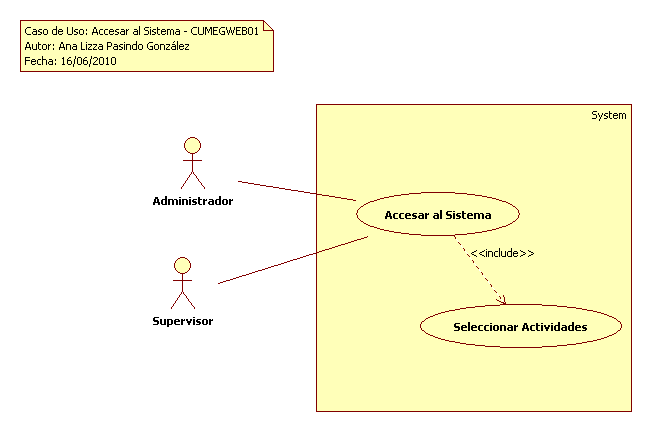 Caso de Uso: Accesar al Sistema - CUMEGWEB01
Autor: Ana Lizza Pasindo González
Fecha: 16/06/2010
System
Administrador
Accesar al Sistema
<<include>>
Supervisor
Seleccionar Actividades